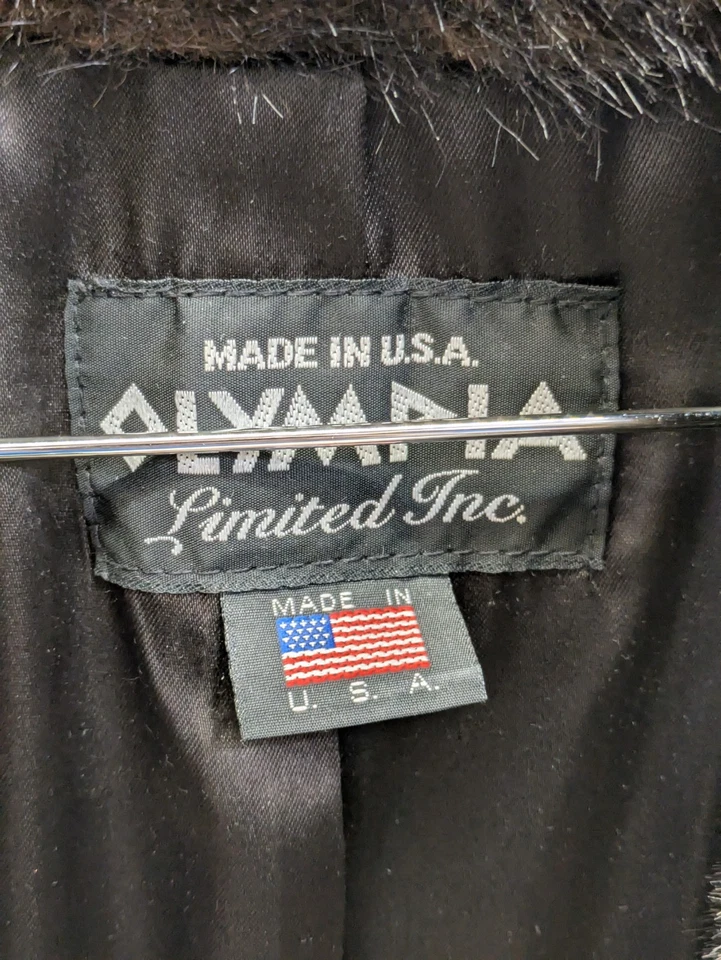 MADE IN U.S.A.
OLYMPIA
Limited Inc.
MADE IN
U. S. A.